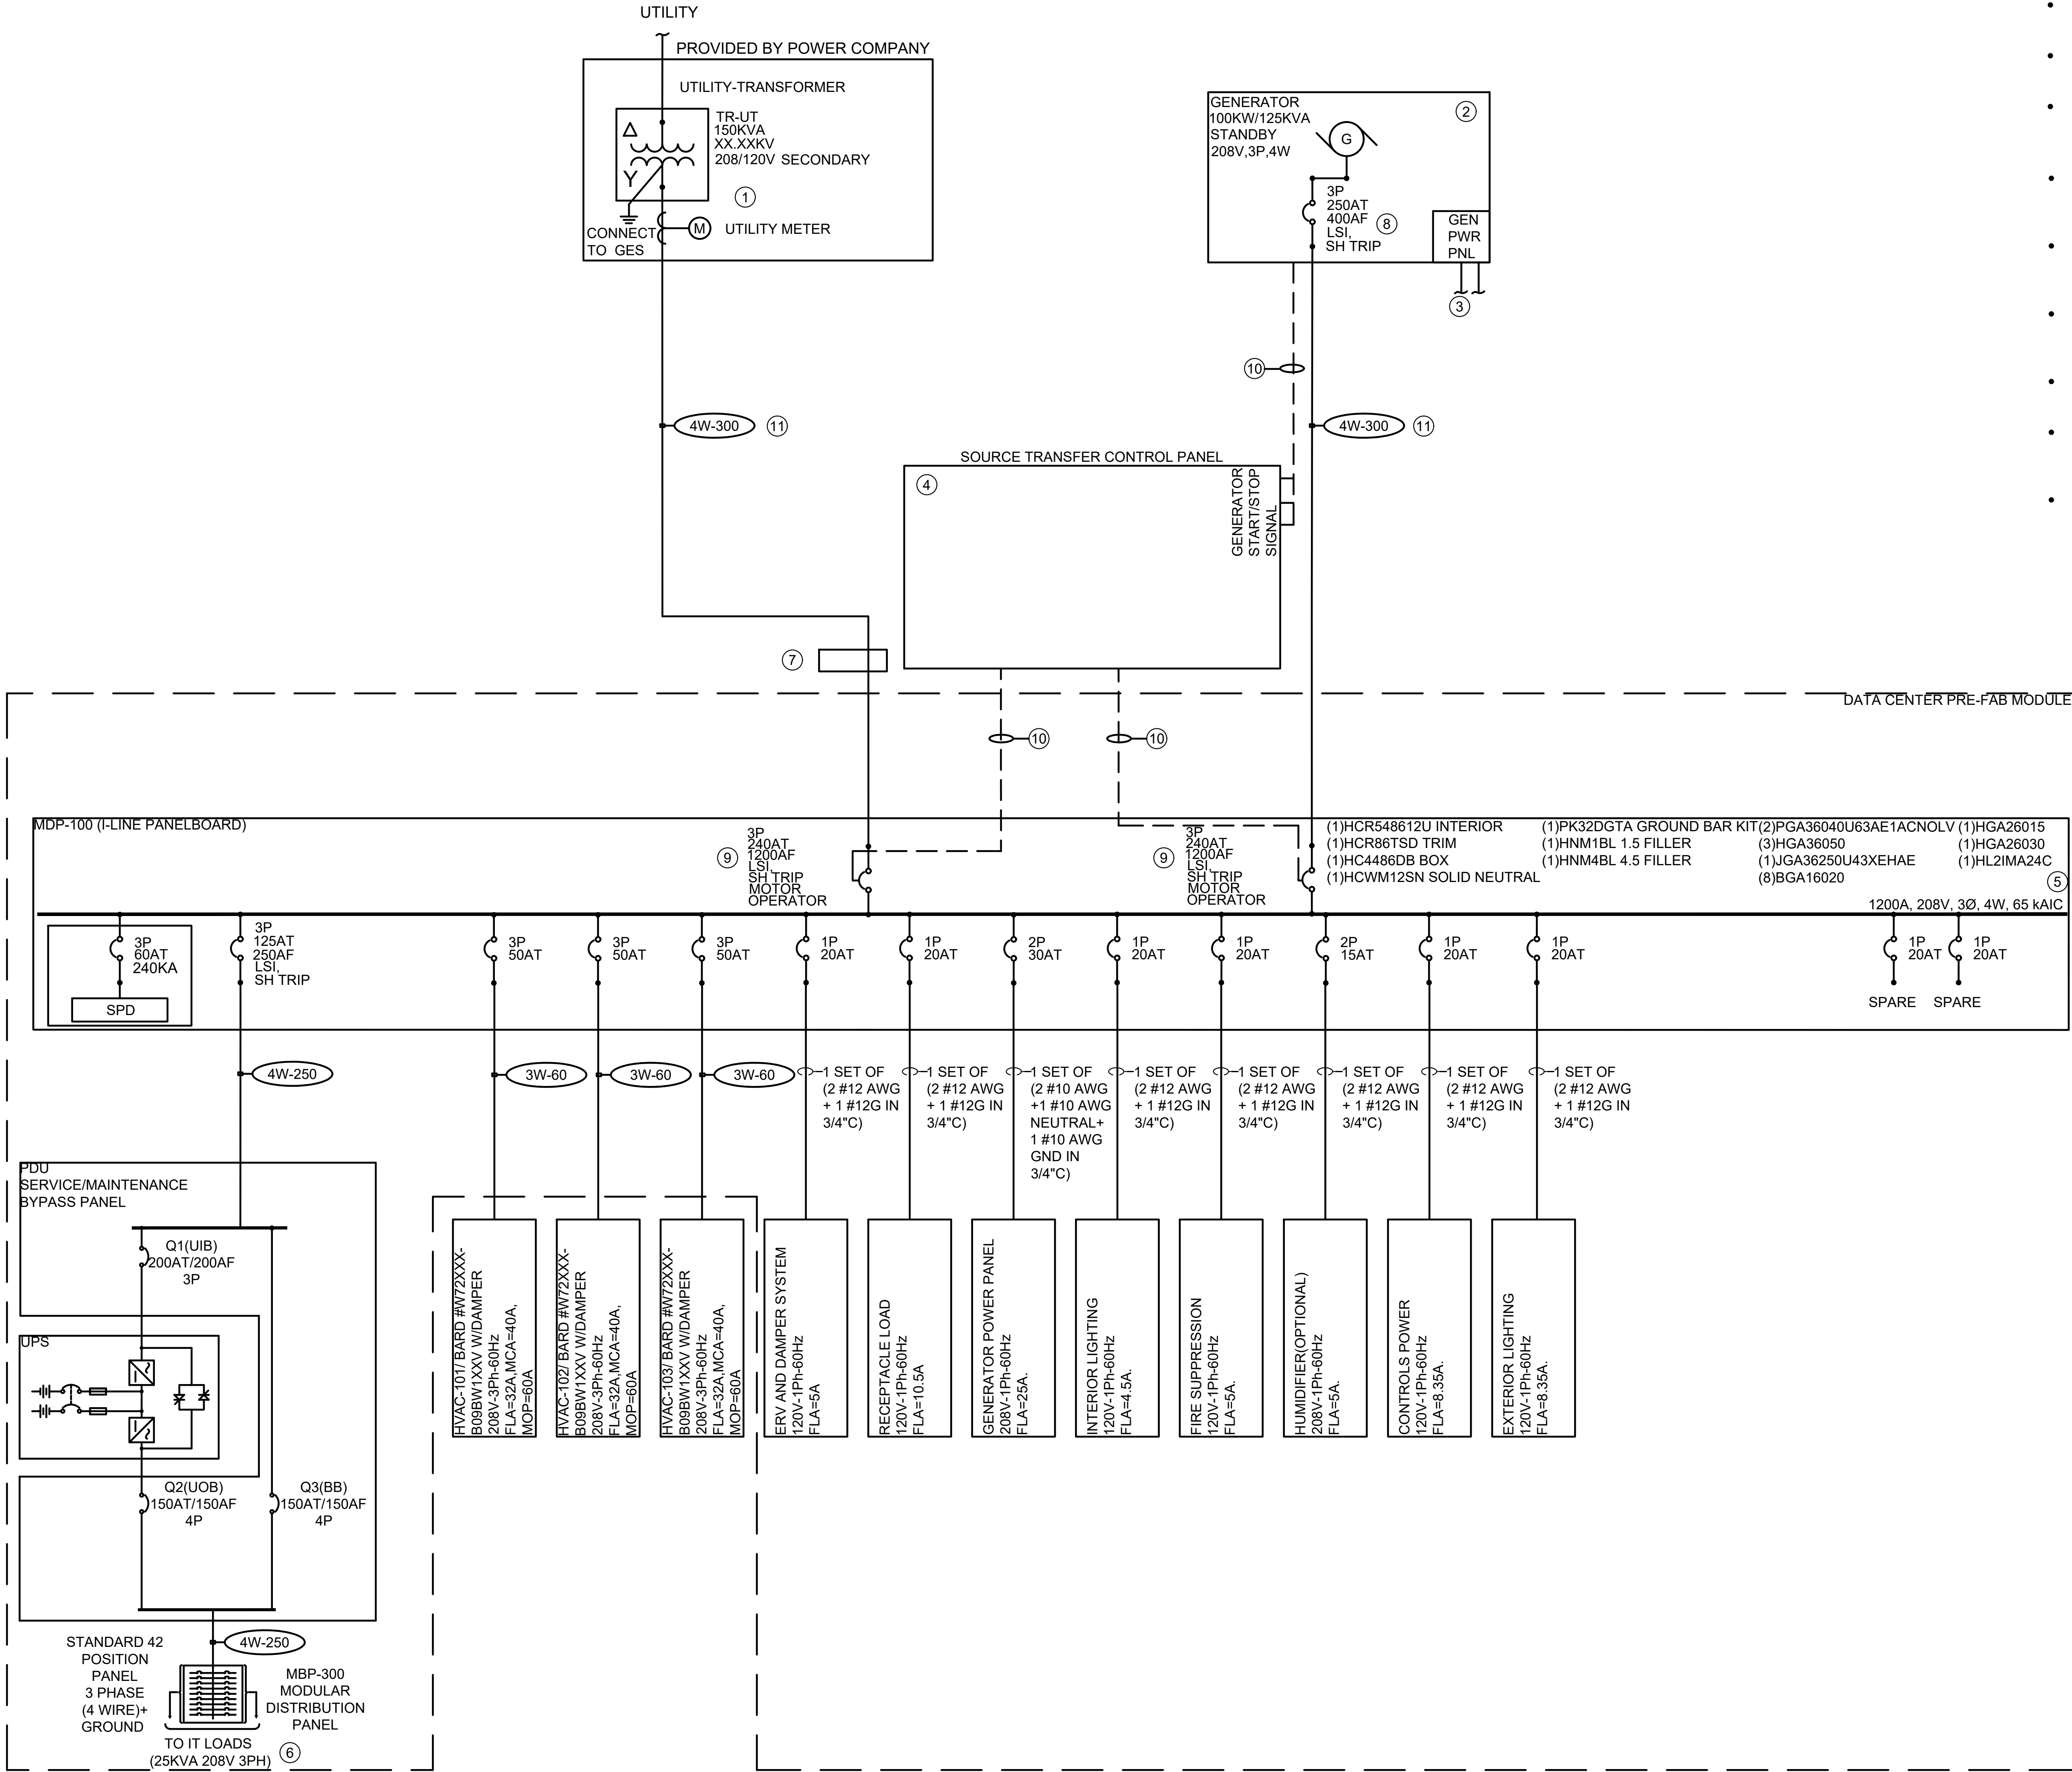 UTILITY
PROVIDED BY POWER COMPANY
UTILITY-TRANSFORMER
TR-UT
150KVA
XX.XXKV
208/120V SECONDARY
Δ
Y
1
CONNECT
TO GES
M
UTILITY METER
GENERATOR
100KW/125KVA
STANDBY
208V,3P,4W
2
G
3P
250AT
400AF
LSI,
SH TRIP
8
GEN
PWR
PNL
3
10
4W-300
11
4W-300
11
SOURCE TRANSFER CONTROL PANEL
4
GENERATOR
START/STOP
SIGNAL
7
DATA CENTER PRE-FAB MODULE
10
10
MDP-100 (I-LINE PANELBOARD)
9
3P
240AT
1200AF
LSI,
SH TRIP
MOTOR
OPERATOR
9
3P
240AT
1200AF
LSI,
SH TRIP
MOTOR
OPERATOR
(1)HCR548612U INTERIOR
(1)HCR86TSD TRIM
(1)HC4486DB BOX
(1)HCWM12SN SOLID NEUTRAL
(1)PK32DGTA GROUND BAR KIT
(1)HNM1BL 1.5 FILLER
(1)HNM4BL 4.5 FILLER
(2)PGA36040U63AE1ACNOLV
(3)HGA36050
(1)JGA36250U43XEHAE
(8)BGA16020
(1)HGA26015
(1)HGA26030
(1)HL2IMA24C
5
1200A, 208V, 3Ø, 4W, 65 kAIC
3P
60AT
240KA
SPD
3P
125AT
250AF
LSI,
SH TRIP
3P
50AT
3P
50AT
3P
50AT
1P
20AT
1P
20AT
2P
30AT
1P
20AT
1P
20AT
2P
15AT
1P
20AT
1P
20AT
1P
20AT
1P
20AT
SPARE
SPARE
4W-250
3W-60
3W-60
3W-60
1 SET OF
(2 #12 AWG
+ 1 #12G IN
3/4"C)
1 SET OF
(2 #12 AWG
+ 1 #12G IN
3/4"C)
1 SET OF
(2 #10 AWG
+1 #10 AWG
NEUTRAL+
1 #10 AWG
GND IN
3/4"C)
1 SET OF
(2 #12 AWG
+ 1 #12G IN
3/4"C)
1 SET OF
(2 #12 AWG
+ 1 #12G IN
3/4"C)
1 SET OF
(2 #12 AWG
+ 1 #12G IN
3/4"C)
1 SET OF
(2 #12 AWG
+ 1 #12G IN
3/4"C)
1 SET OF
(2 #12 AWG
+ 1 #12G IN
3/4"C)
PDU
SERVICE/MAINTENANCE
BYPASS PANEL
Q1(UIB)
200AT/200AF
3P
UPS
Q2(UOB)
150AT/150AF
4P
Q3(BB)
150AT/150AF
4P
HVAC-101/ BARD #W72XXX-
B09BW1XXV W/DAMPER
208V-3Ph-60Hz
FLA=32A,MCA=40A,
MOP=60A
HVAC-102/ BARD #W72XXX-
B09BW1XXV W/DAMPER
208V-3Ph-60Hz
FLA=32A,MCA=40A,
MOP=60A
HVAC-103/ BARD #W72XXX-
B09BW1XXV W/DAMPER
208V-3Ph-60Hz
FLA=32A,MCA=40A,
MOP=60A
ERV AND DAMPER SYSTEM
120V-1Ph-60Hz
FLA=5A
RECEPTACLE LOAD
120V-1Ph-60Hz
FLA=10.5A
GENERATOR POWER PANEL
208V-1Ph-60Hz
FLA=25A.
INTERIOR LIGHTING
120V-1Ph-60Hz
FLA=4.5A.
FIRE SUPPRESSION
120V-1Ph-60Hz
FLA=5A.
HUMIDIFIER(OPTIONAL)
208V-1Ph-60Hz
FLA=5A.
CONTROLS POWER
120V-1Ph-60Hz
FLA=8.35A.
EXTERIOR LIGHTING
120V-1Ph-60Hz
FLA=8.35A.
4W-250
STANDARD 42
POSITION
PANEL
3 PHASE
(4 WIRE)+
GROUND
MBP-300
MODULAR
DISTRIBUTION
PANEL
TO IT LOADS
(25KVA 208V 3PH)
6